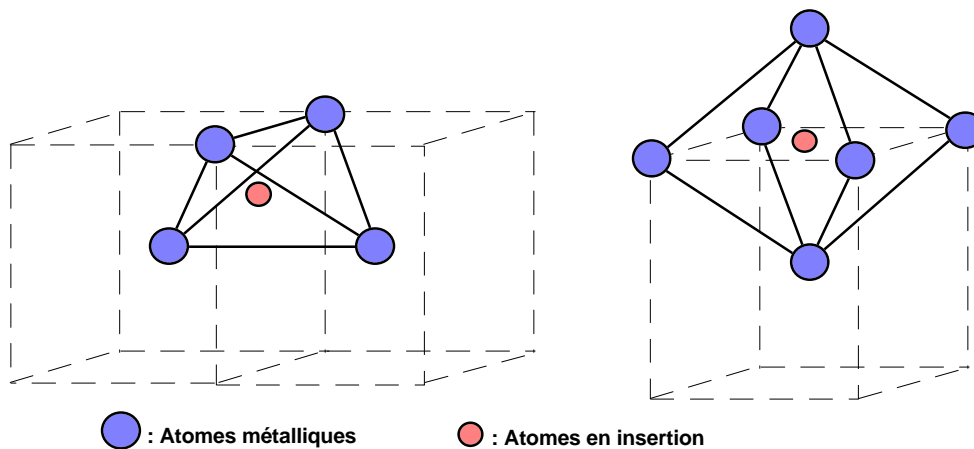 : Atomes métalliques
: Atomes en insertion